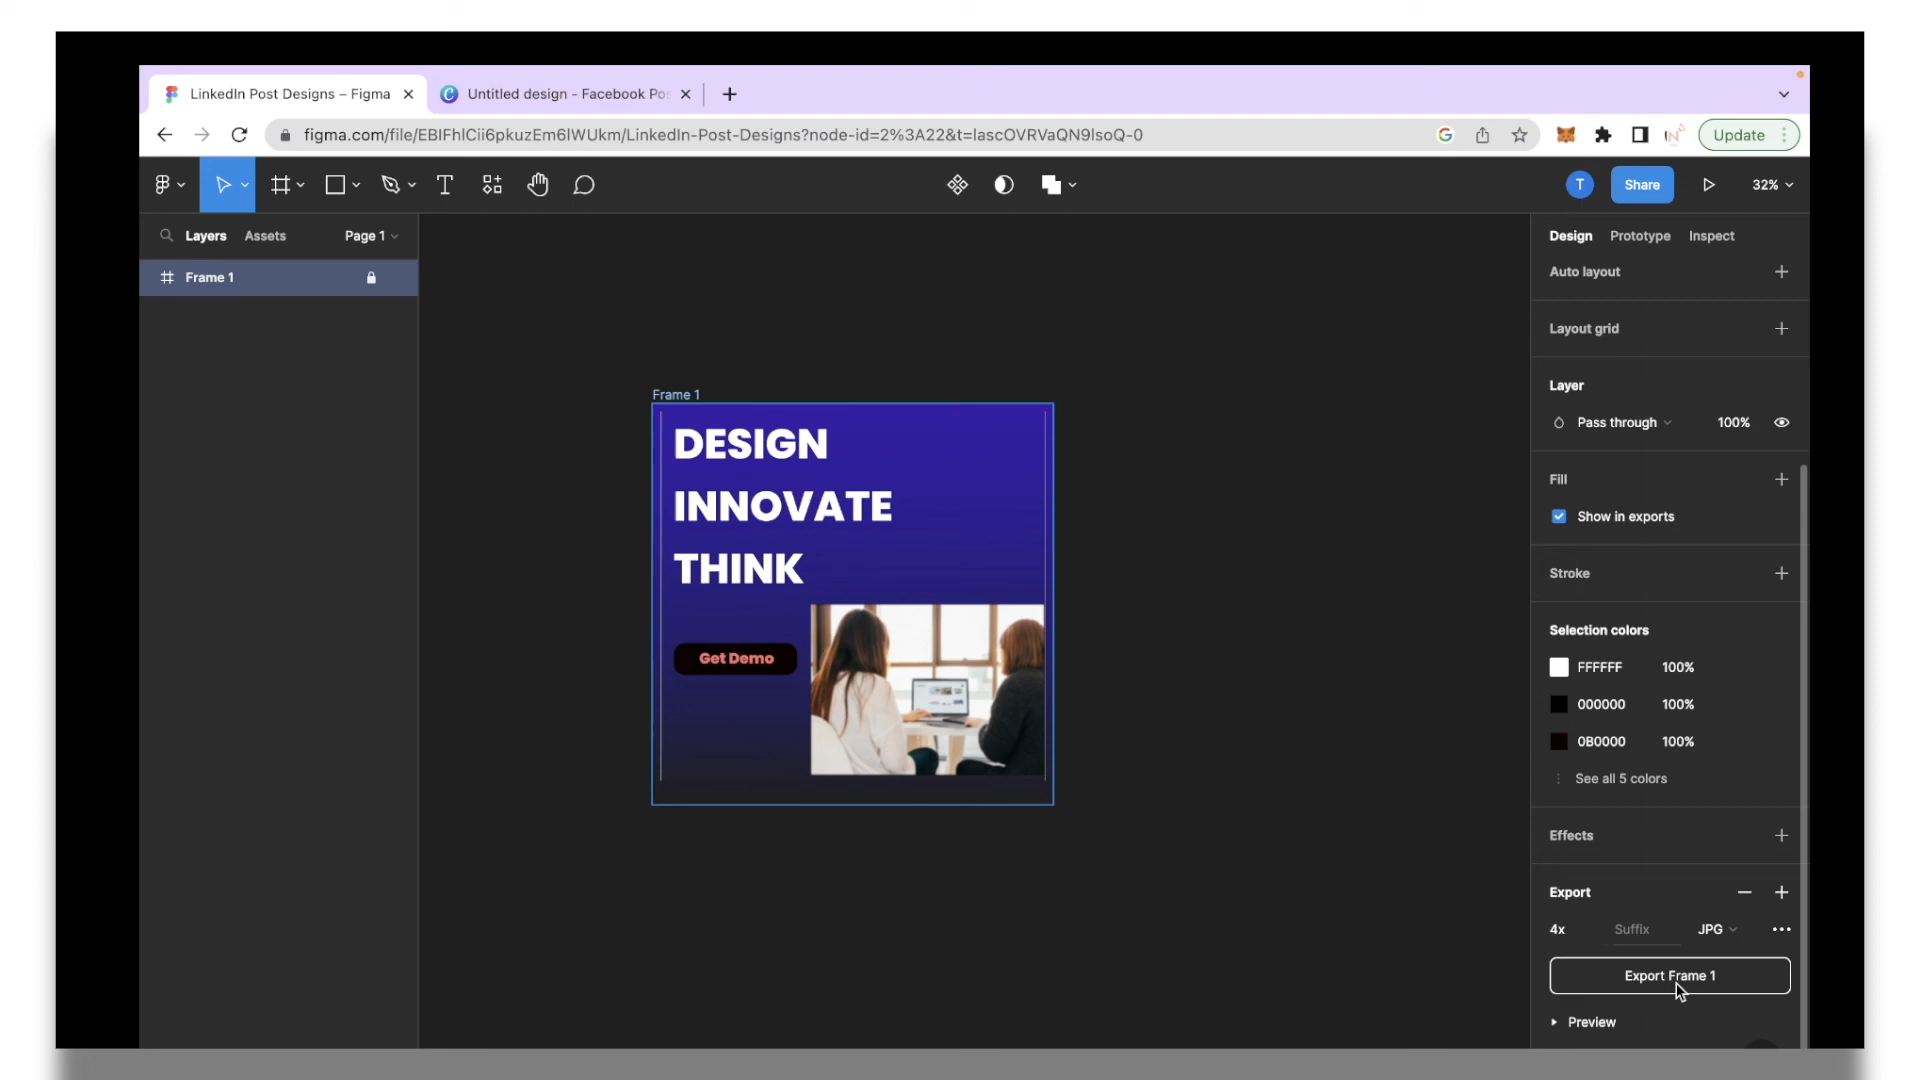 LinkedIn Post Designs – Figma
Untitled design - Facebook Pos
figma.com/file/EBIFhlCii6pkuzEm6lWUkm/LinkedIn-Post-Designs?node-id=2%3A22&t=lascOVRVaQN9lsoQ-0
Update
T
Share
32%
Layers
Assets
Page 1
Design
Prototype
Inspect
Frame 1
Auto layout
Layout grid
Layer
Pass through
100%
Fill
Show in exports
Stroke
Selection colors
FFFFFF 100%
000000 100%
0B0000 100%
See all 5 colors
Effects
Export
4x
Suffix
JPG
Export Frame 1
Preview
Frame 1
DESIGN
INNOVATE
THINK
Get Demo